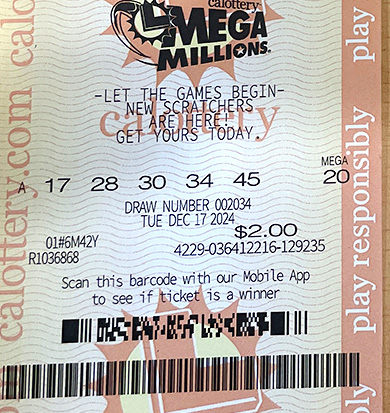 calottery
MEGA
MILLIONS®
-LET THE GAMES BEGIN-
NEW SCRATCHERS
ARE HERE!
GET YOURS TODAY.
calottery
MEGA
A 17 28 30 34 45 20
DRAW NUMBER 002034
TUE DEC 17 2024
$2.00
01#6M42Y
4229-036412216-129235
R1036868
Scan this barcode with our Mobile App
to see if ticket is a winner
calottery.com
play responsibly
play